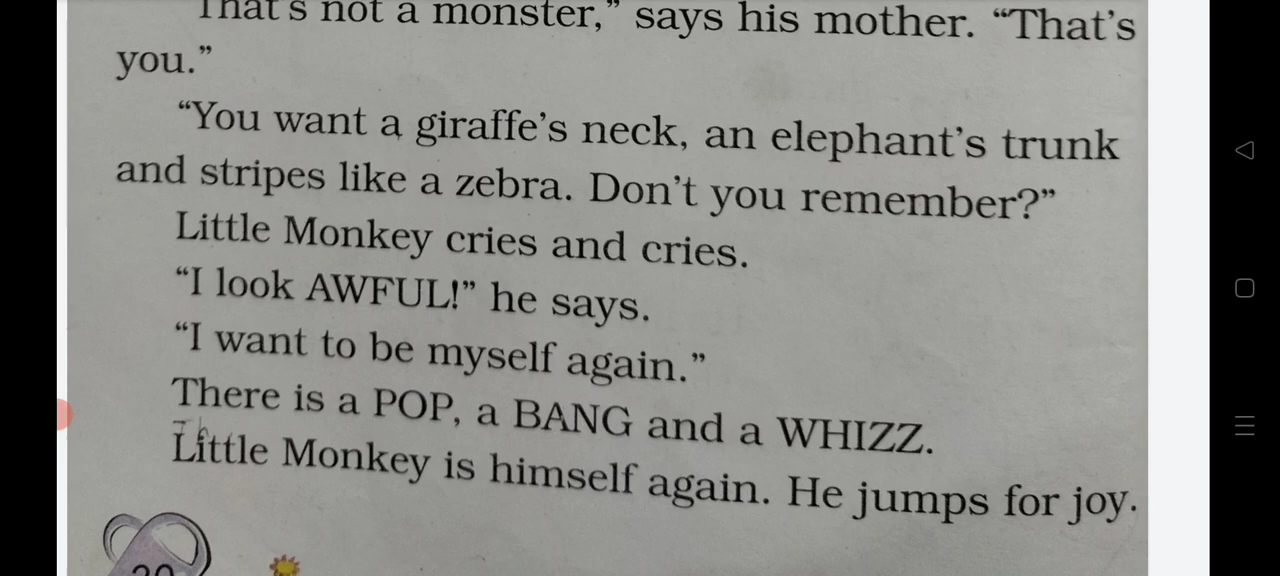 That's not a monster," says his mother. "That's
you."
"You want a giraffe's neck, an elephant's trunk
and stripes like a zebra. Don't you remember?"
Little Monkey cries and cries.
"I look AWFUL!" he says.
"I want to be myself again."
There is a POP, a BANG and a WHIZZ.
Little Monkey is himself again. He jumps for joy.